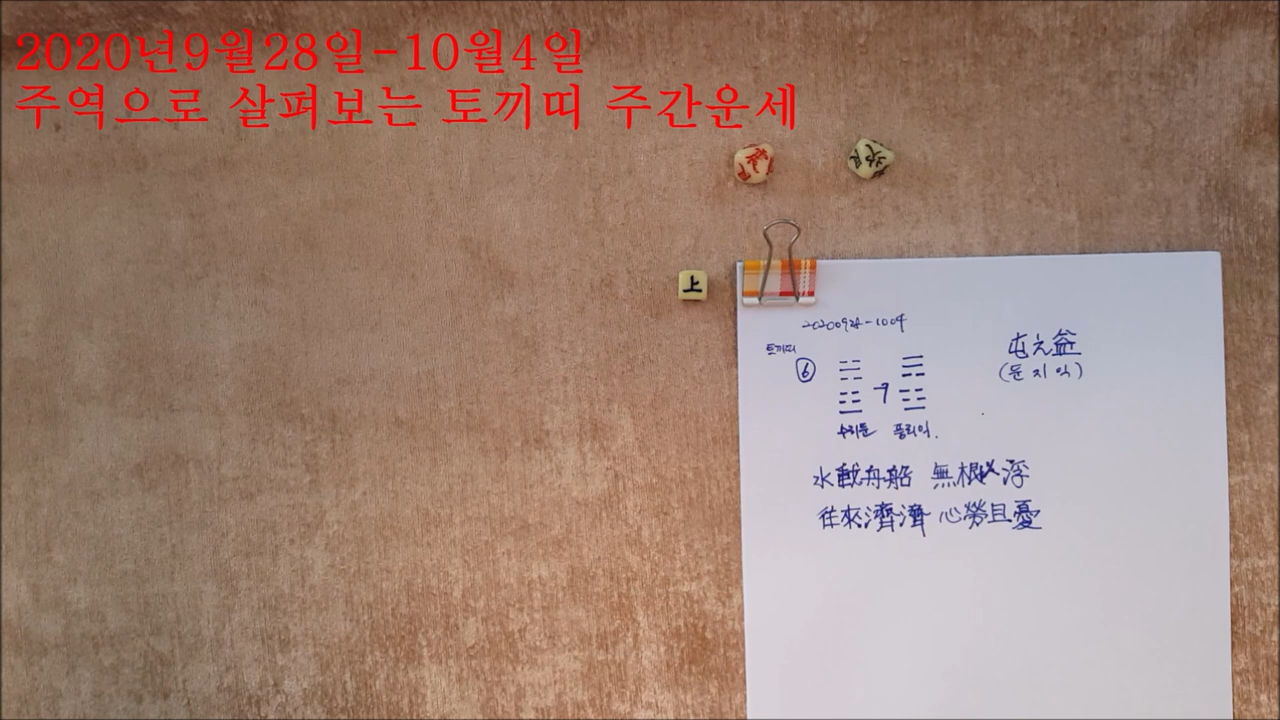 2020년9월28일-10월4일
주역으로 살펴보는 토끼띠 주간운세
上
20200928-1004
토끼띠
6
屯之益
(둔지익)
수뢰둔 풍뢰익.
水載舟船 無根以浮
往來濟濟 心勞且憂